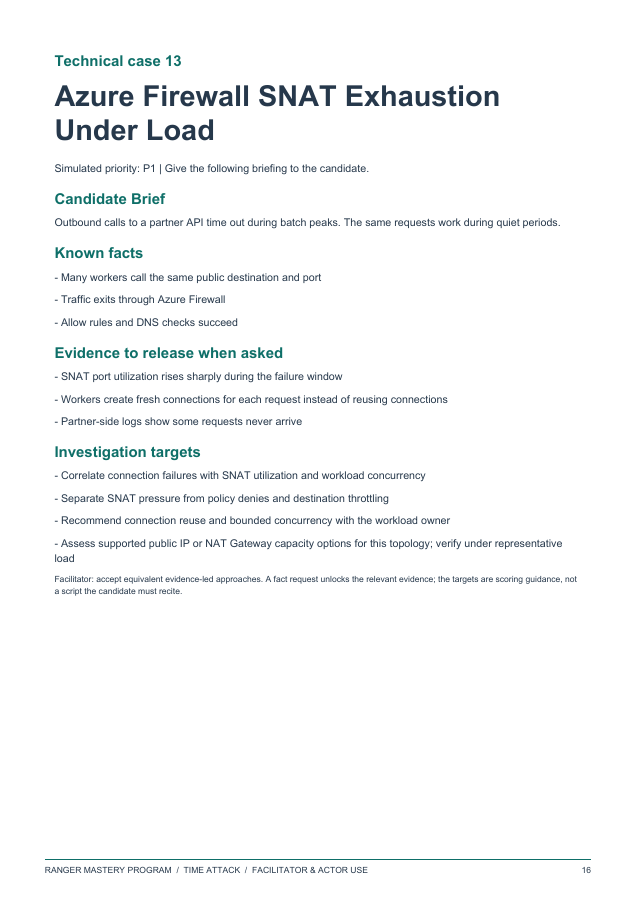 Technical case 13
Azure Firewall SNAT Exhaustion
Under Load
Simulated priority: P1 | Give the following briefing to the candidate.
Candidate Brief
Outbound calls to a partner API time out during batch peaks. The same requests work during quiet periods.
Known facts
- Many workers call the same public destination and port
- Traffic exits through Azure Firewall
- Allow rules and DNS checks succeed
Evidence to release when asked
- SNAT port utilization rises sharply during the failure window
- Workers create fresh connections for each request instead of reusing connections
- Partner-side logs show some requests never arrive
Investigation targets
- Correlate connection failures with SNAT utilization and workload concurrency
- Separate SNAT pressure from policy denies and destination throttling
- Recommend connection reuse and bounded concurrency with the workload owner
- Assess supported public IP or NAT Gateway capacity options for this topology; verify under representative
load
Facilitator: accept equivalent evidence-led approaches. A fact request unlocks the relevant evidence; the targets are scoring guidance, not
a script the candidate must recite.
RANGER MASTERY PROGRAM / TIME ATTACK / FACILITATOR & ACTOR USE 16